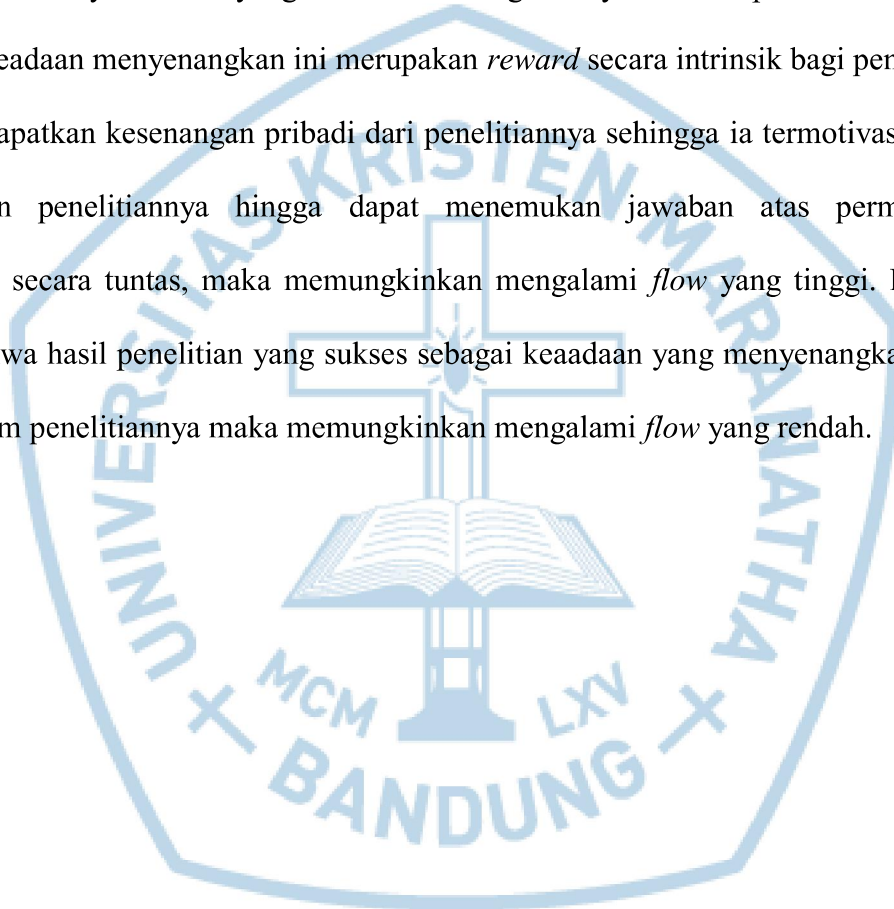 eadaan menyenangkan ini merupakan reward secara intrinsik bagi pen
apatkan kesenangan pribadi dari penelitiannya sehingga ia termotivas
n penelitiannya hingga dapat menemukan jawaban atas perm
secara tuntas, maka memungkinkan mengalami flow yang tinggi.
wa hasil penelitian yang sukses sebagai keaadaan yang menyenangka
m penelitiannya maka memungkinkan mengalami flow yang rendah.
UNIVERSITAS KRISTEN MARANATHA
MCM LXV
BANDUNG